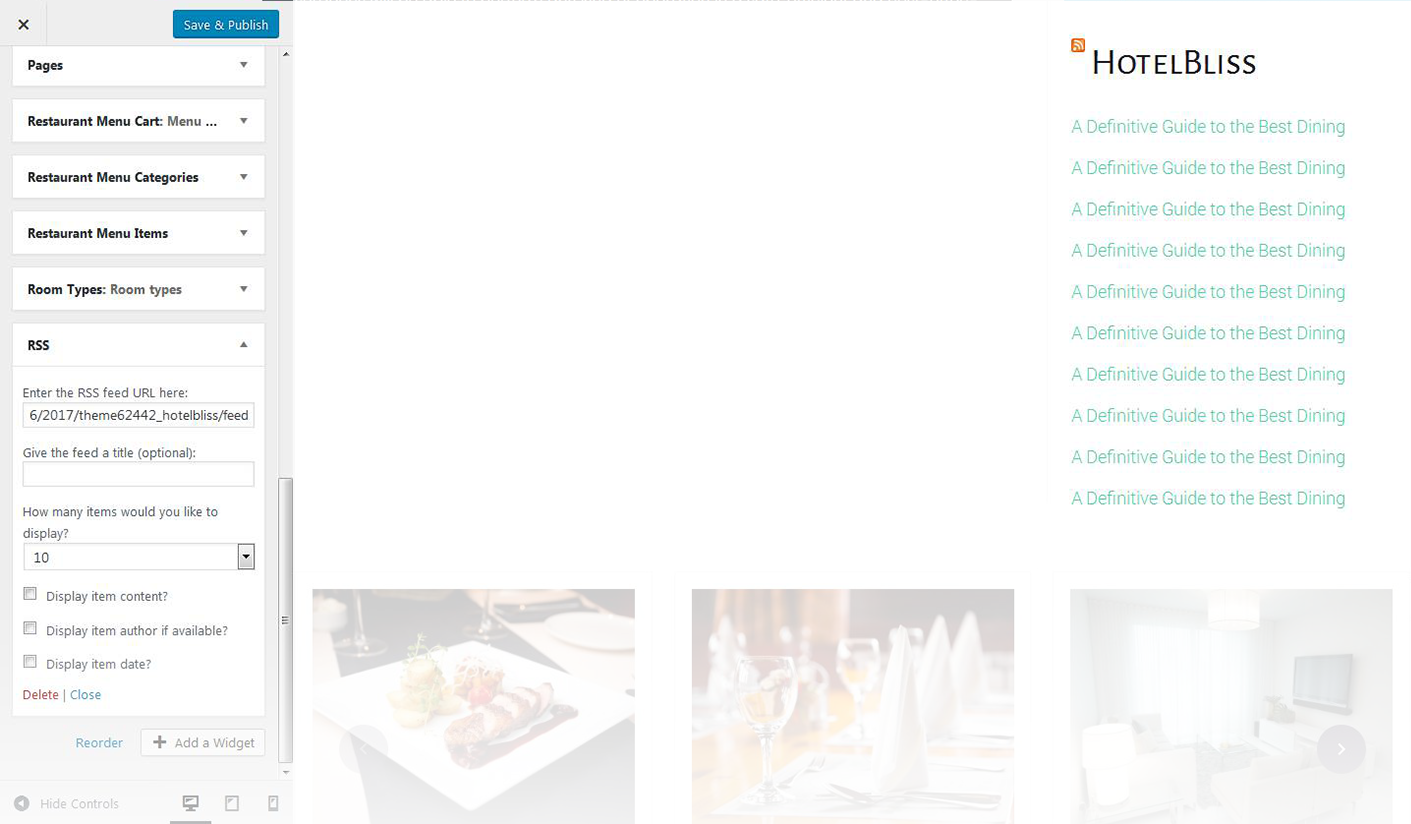 Save & Publish
Pages
Restaurant Menu Cart: Menu ...
Restaurant Menu Categories
Restaurant Menu Items
Room Types: Room types
RSS
Enter the RSS feed URL here:
6/2017/theme62442_hotelbliss/feed
Give the feed a title (optional):
How many items would you like to
display?
10
Display item content?
Display item author if available?
Display item date?
Delete | Close
Reorder
Add a Widget
Hide Controls
HotelBliss
A Definitive Guide to the Best Dining
A Definitive Guide to the Best Dining
A Definitive Guide to the Best Dining
A Definitive Guide to the Best Dining
A Definitive Guide to the Best Dining
A Definitive Guide to the Best Dining
A Definitive Guide to the Best Dining
A Definitive Guide to the Best Dining
A Definitive Guide to the Best Dining
A Definitive Guide to the Best Dining